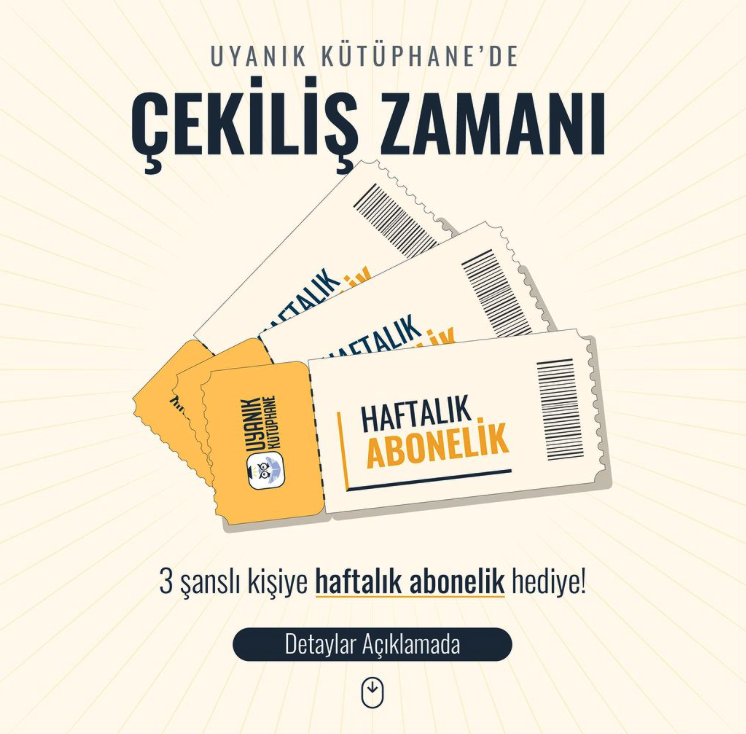 UYANIK KÜTÜPHANE’DE
ÇEKİLİŞ ZAMANI
HAFTALIK
HAFTALIK
ABONELİK
UYANIK
KÜTÜPHANE
3 şanslı kişiye haftalık abonelik hediye!
Detaylar Açıklamada